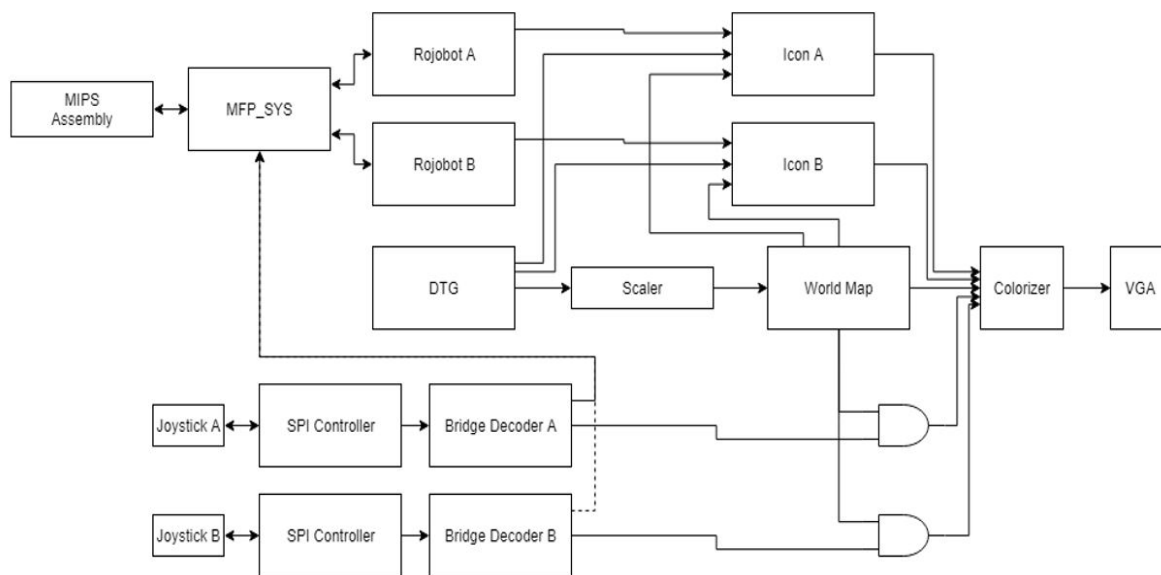 Rojobot A
Icon A
MIPS
Assembly
MFP_SYS
Rojobot B
Icon B
DTG
Scaler
World Map
Colorizer
VGA
Joystick A
SPI Controller
Bridge Decoder A
Joystick B
SPI Controller
Bridge Decoder B